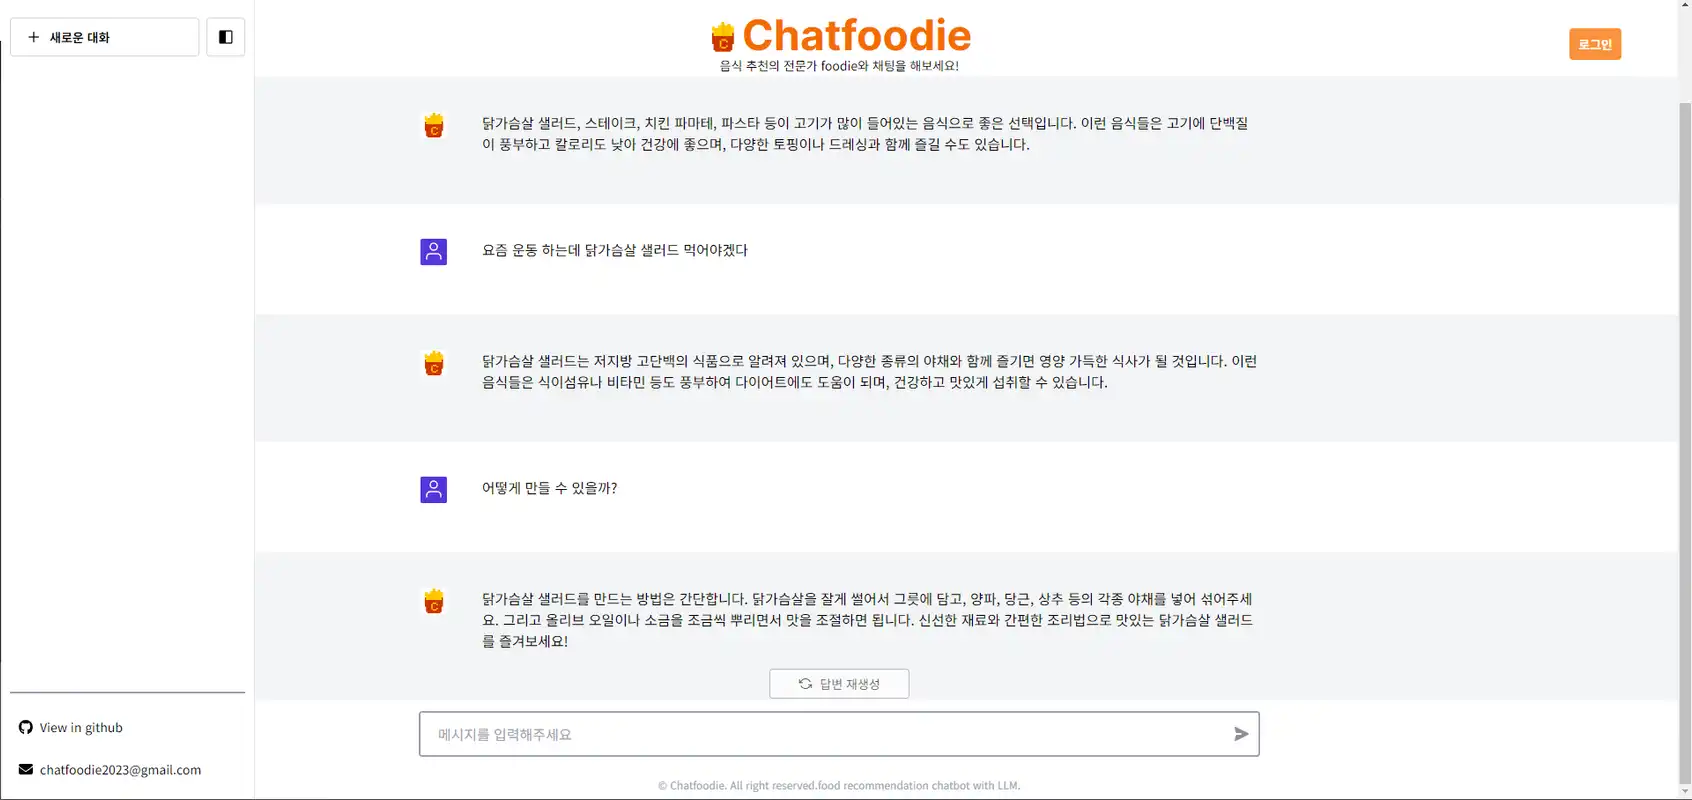 새로운 대화
Chatfoodie
음식 추천의 전문가 foodie와 채팅을 해보세요!
로그인
닭가슴살 샐러드, 스테이크, 치킨 파마테, 파스타 등이 고기가 많이 들어있는 음식으로 좋은 선택입니다. 이런 음식들은 고기에 단백질
이 풍부하고 칼로리도 낮아 건강에 좋으며, 다양한 토핑이나 드레싱과 함께 즐길 수도 있습니다.
요즘 운동 하는데 닭가슴살 샐러드 먹어야겠다
닭가슴살 샐러드는 저지방 고단백의 식품으로 알려져 있으며, 다양한 종류의 야채와 함께 즐기면 영양 가득한 식사가 될 것입니다. 이런
음식들은 식이섬유나 비타민 등도 풍부하여 다이어트에도 도움이 되며, 건강하고 맛있게 섭취할 수 있습니다.
어떻게 만들 수 있을까?
닭가슴살 샐러드를 만드는 방법은 간단합니다. 닭가슴살을 잘게 썰어서 그릇에 담고, 양파, 당근, 상추 등의 각종 야채를 넣어 섞어주세
요. 그리고 올리브 오일이나 소금을 조금씩 뿌리면서 맛을 조절하면 됩니다. 신선한 재료와 간편한 조리법으로 맛있는 닭가슴살 샐러드
를 즐겨보세요!
답변 재생성
메시지를 입력해주세요
View in github
chatfoodie2023@gmail.com
© Chatfoodie. All right reserved.food recommendation chatbot with LLM.